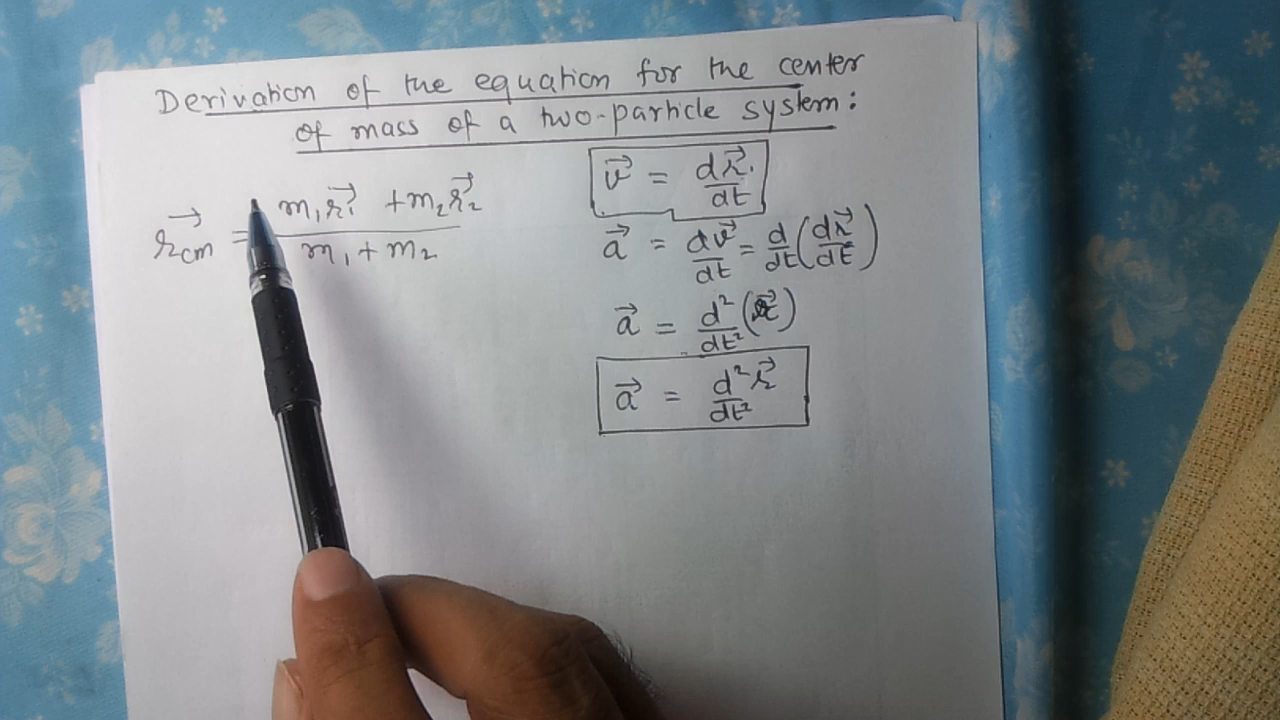 Derivation of the equation for the center
of mass of a two-particle system:
r⃗cm = (m₁r⃗₁ + m₂r⃗₂) / (m₁ + m₂)
v⃗ = dr⃗/dt
a⃗ = dv⃗/dt = d/dt (dr⃗/dt)
a⃗ = d²/dt² (r⃗)
a⃗ = d²r⃗/dt²